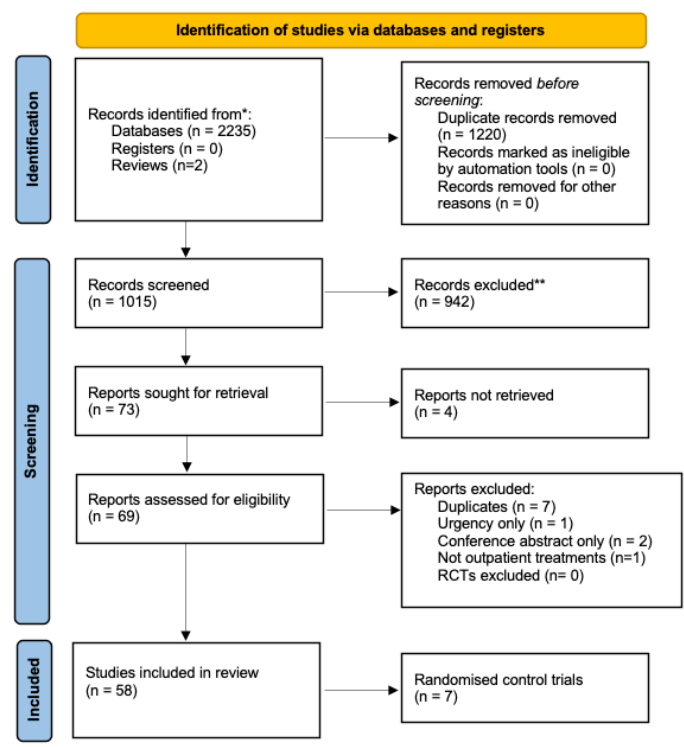 Identification of studies via databases and registers
Identification
Records identified from*:
Databases (n = 2235)
Registers (n = 0)
Reviews (n=2)
Records removed before
screening:
Duplicate records removed
(n = 1220)
Records marked as ineligible
by automation tools (n = 0)
Records removed for other
reasons (n = 0)
Screening
Records screened
(n = 1015)
Records excluded**
(n = 942)
Reports sought for retrieval
(n = 73)
Reports not retrieved
(n = 4)
Reports assessed for eligibility
(n = 69)
Reports excluded:
Duplicates (n = 7)
Urgency only (n = 1)
Conference abstract only (n = 2)
Not outpatient treatments (n=1)
RCTs excluded (n= 0)
Included
Studies included in review
(n = 58)
Randomised control trials
(n = 7)